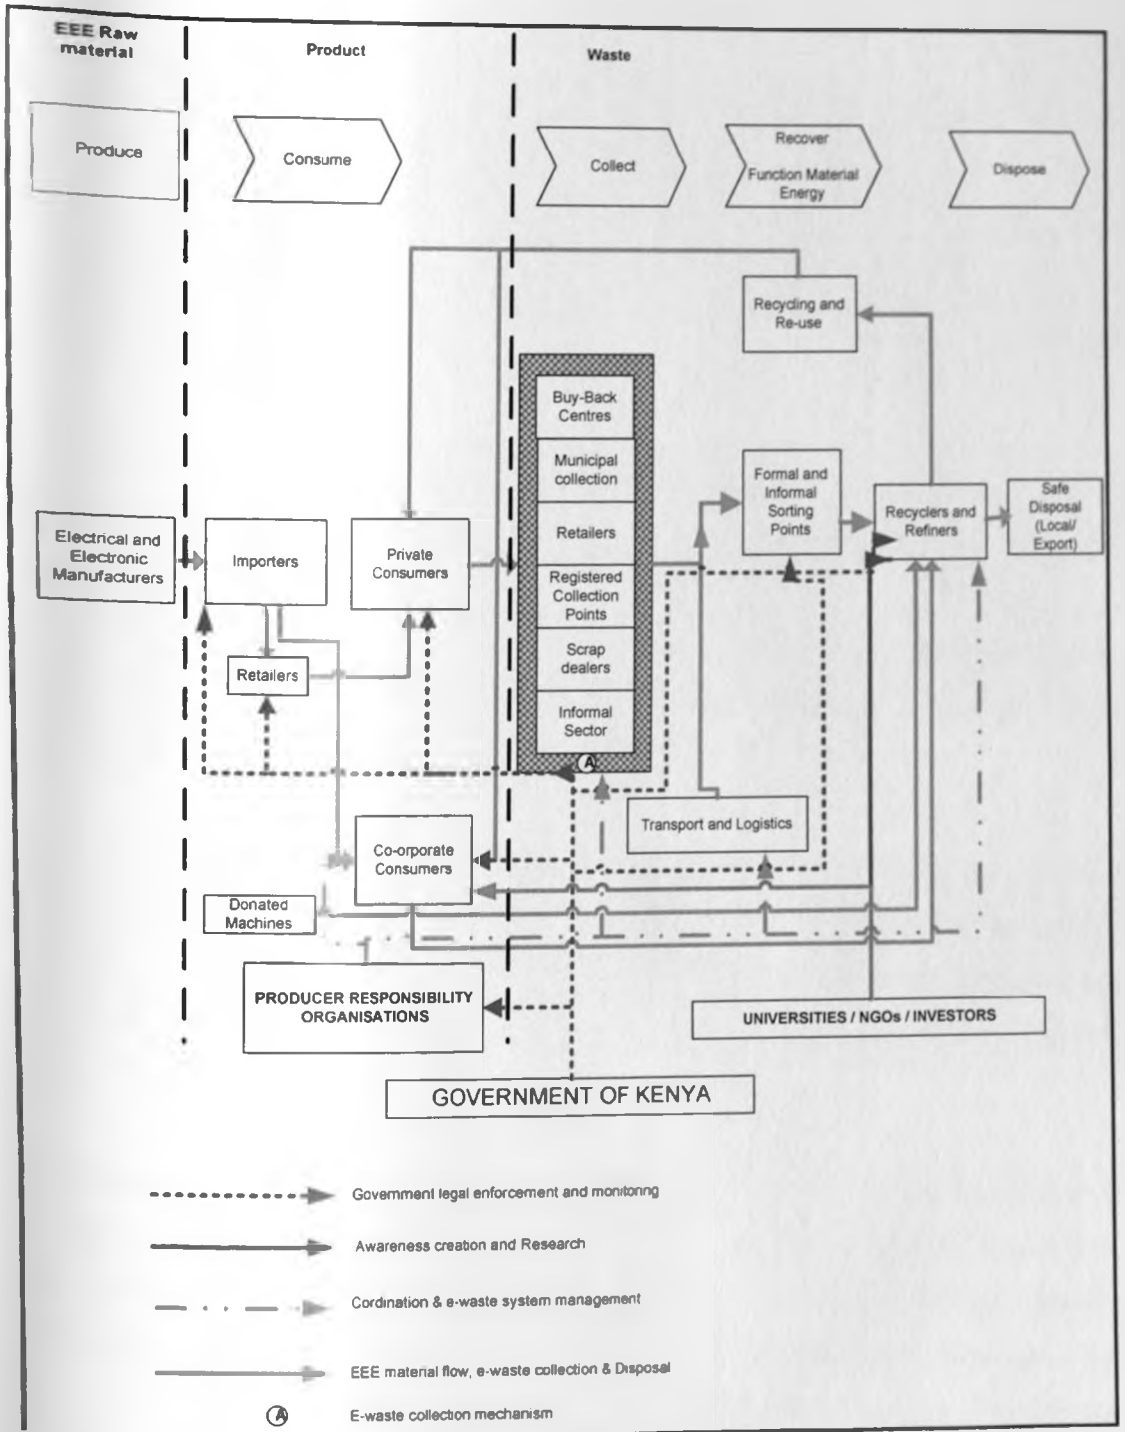 EEE Raw
material
Product
Waste
Produce
Consume
Collect
Recover
Function Material
Energy
Dispose
Recycling and
Re-use
Buy-Back
Centres
Municipal
collection
Retailers
Registered
Collection
Points
Scrap
dealers
Informal
Sector
A
Formal and
Informal
Sorting
Points
Recyclers and
Refiners
Safe
Disposal
(Local/
Export)
Electrical and
Electronic
Manufacturers
Importers
Private
Consumers
Retailers
Transport and Logistics
Co-orporate
Consumers
Donated
Machines
PRODUCER RESPONSIBILITY
ORGANISATIONS
UNIVERSITIES / NGOs / INVESTORS
GOVERNMENT OF KENYA
Government legal enforcement and monitoring
Awareness creation and Research
Cordination & e-waste system management
EEE material flow, e-waste collection & Disposal
A E-waste collection mechanism